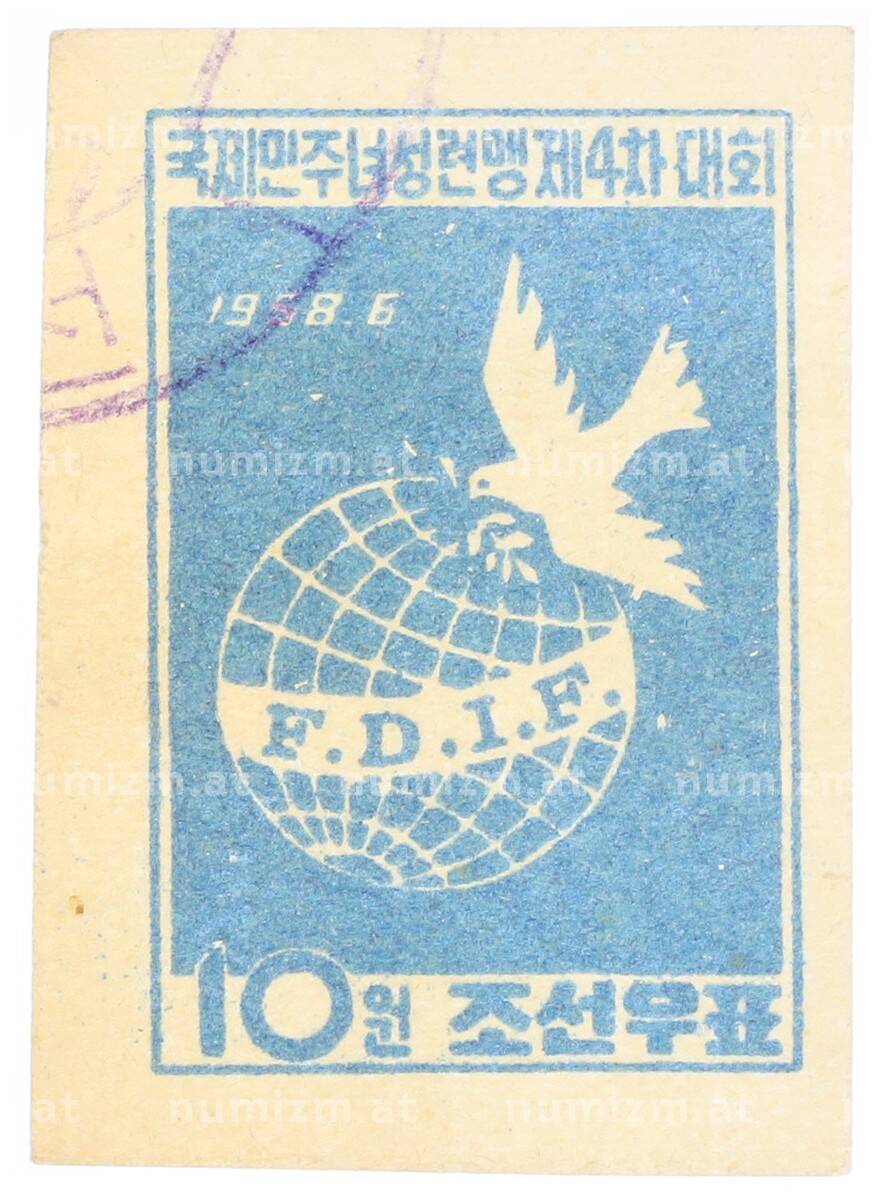 국제민주녀성련맹 제4차 대회
1958.6
F.D.I.F.
10원 조선우표
numizm.at